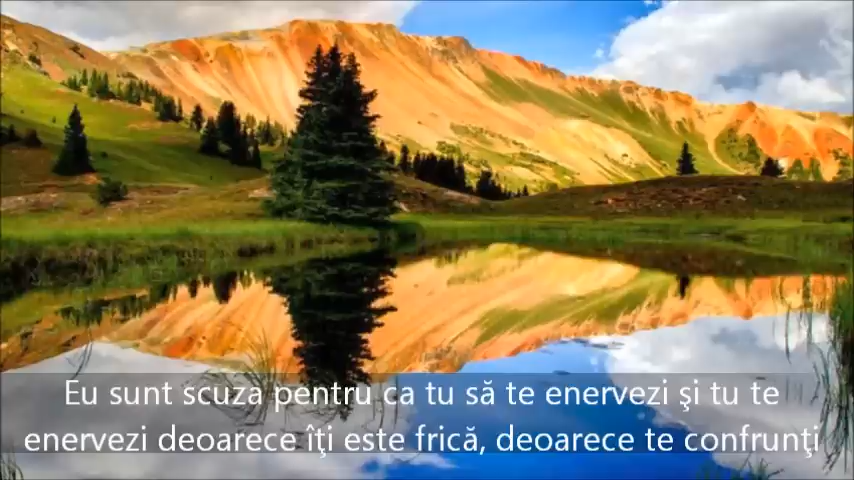 Eu sunt scuza pentru ca tu să te enervezi şi tu te
enervezi deoarece îţi este frică, deoarece te confrunţi